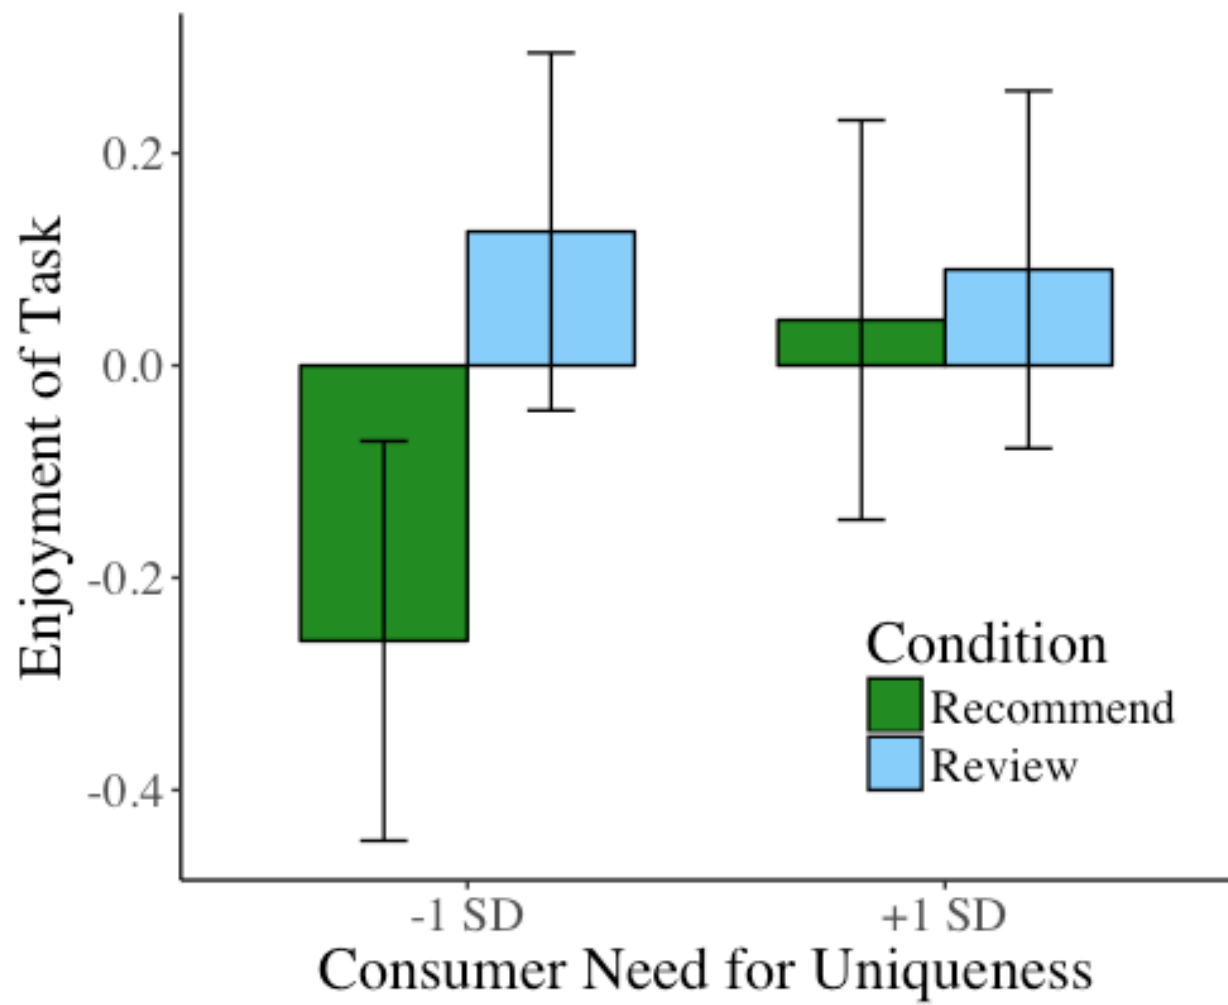 Enjoyment of Task
0.2
0.0
-0.2
-0.4
Condition
Recommend
Review
-1 SD
+1 SD
Consumer Need for Uniqueness